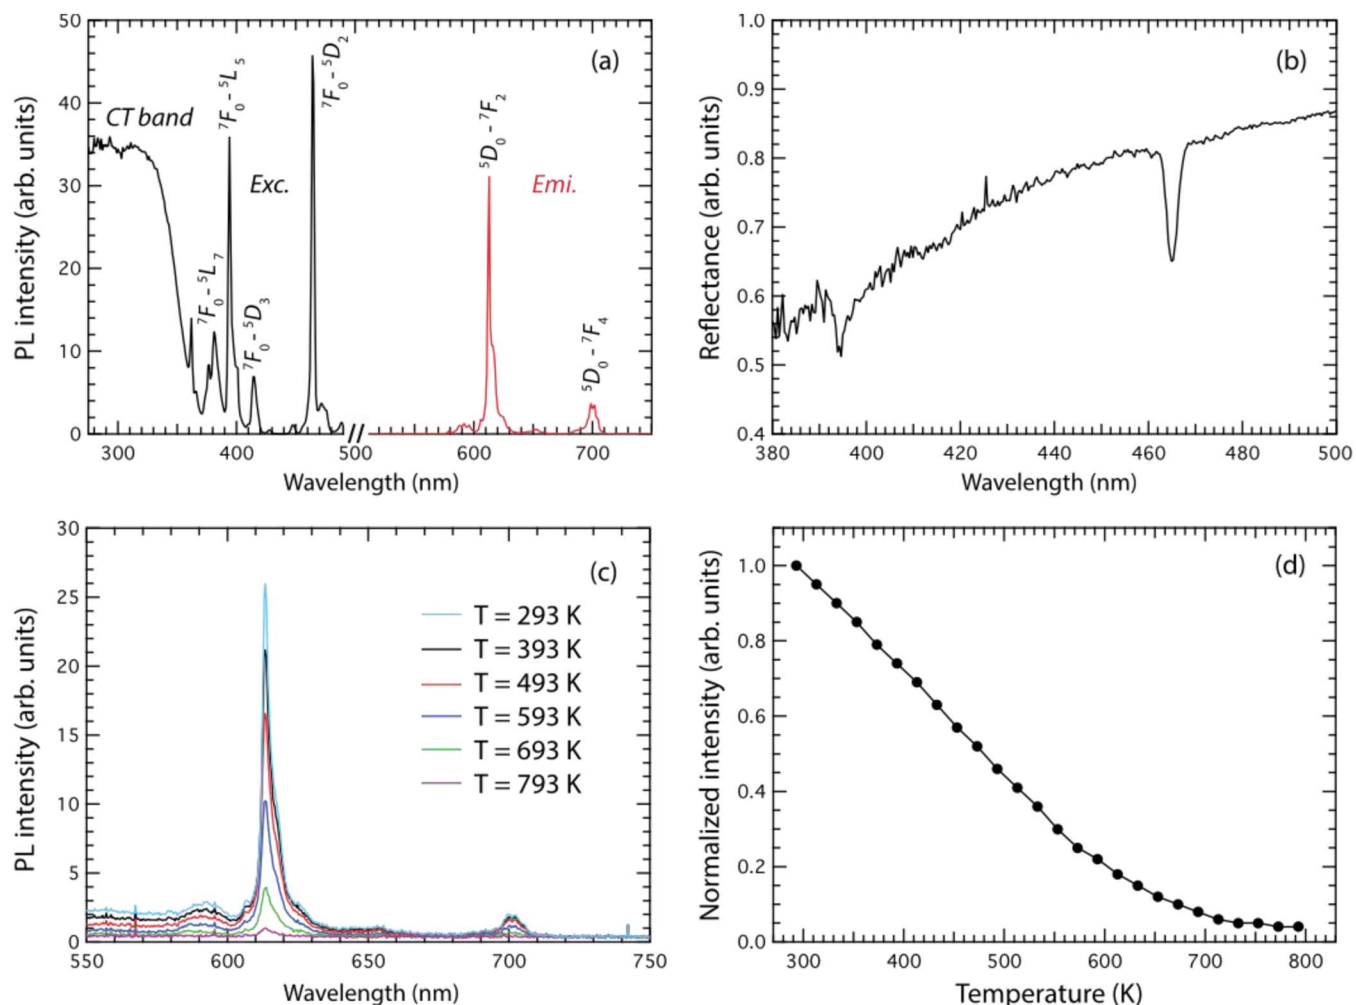 (a)
PL intensity (arb. units)
50
40
30
20
10
0
CT band
⁷F₀ - ⁵L₇
⁷F₀ - ⁵L₅
⁷F₀ - ⁵D₃
Exc.
⁷F₀ - ⁵D₂
⁵D₀ - ⁷F₂
Emi.
⁵D₀ - ⁷F₄
300
400
500
600
700
Wavelength (nm)
(b)
Reflectance (arb. units)
1.0
0.9
0.8
0.7
0.6
0.5
0.4
380
400
420
440
460
480
500
Wavelength (nm)
(c)
PL intensity (arb. units)
30
25
20
15
10
5
0
T = 293 K
T = 393 K
T = 493 K
T = 593 K
T = 693 K
T = 793 K
550
600
650
700
750
Wavelength (nm)
(d)
Normalized intensity (arb. units)
1.0
0.8
0.6
0.4
0.2
0.0
300
400
500
600
700
800
Temperature (K)